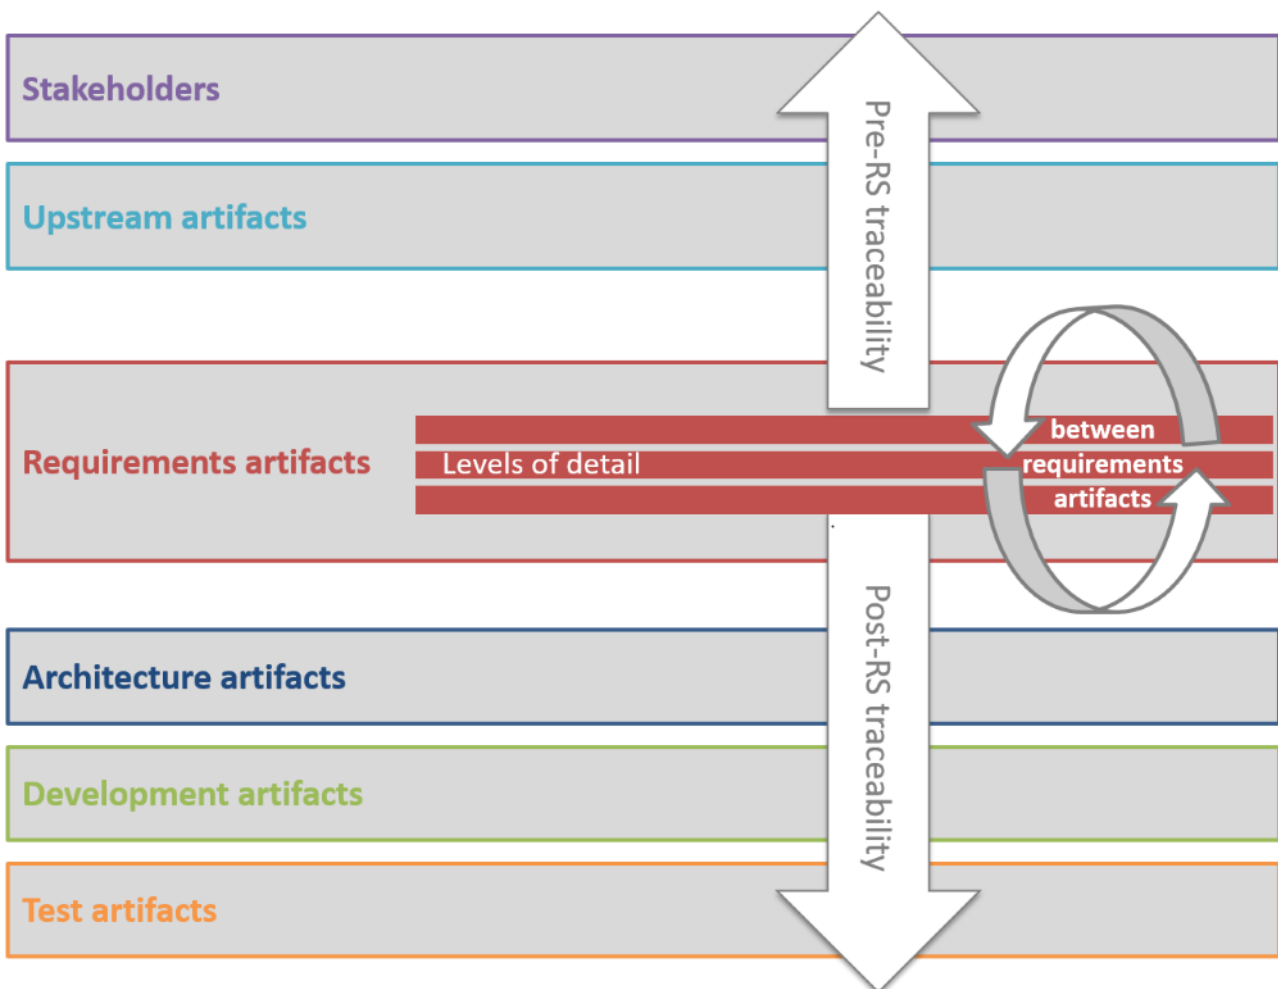 Stakeholders
Pre-RS traceability
Upstream artifacts
Requirements artifacts
Levels of detail
between
requirements
artifacts
Post-RS traceability
Architecture artifacts
Development artifacts
Test artifacts